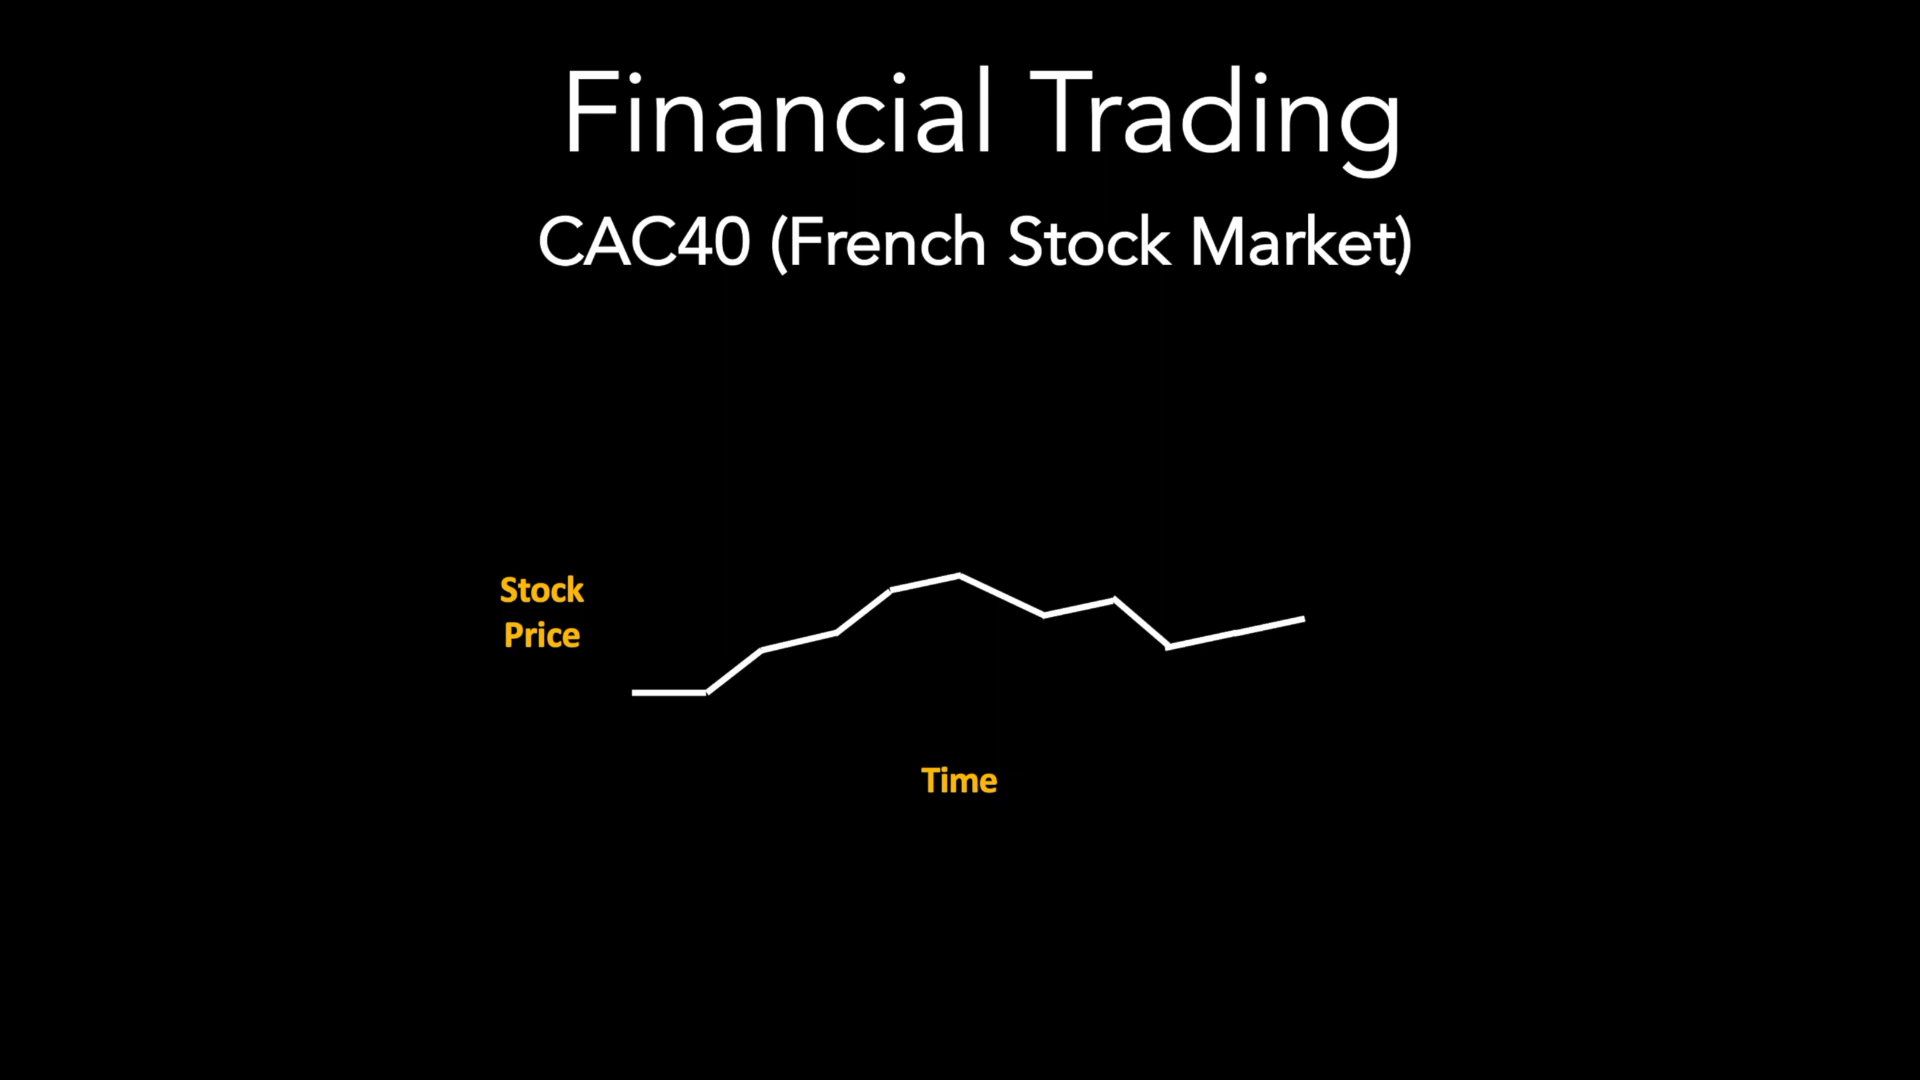 Financial Trading
CAC40 (French Stock Market)
Stock
Price
Time